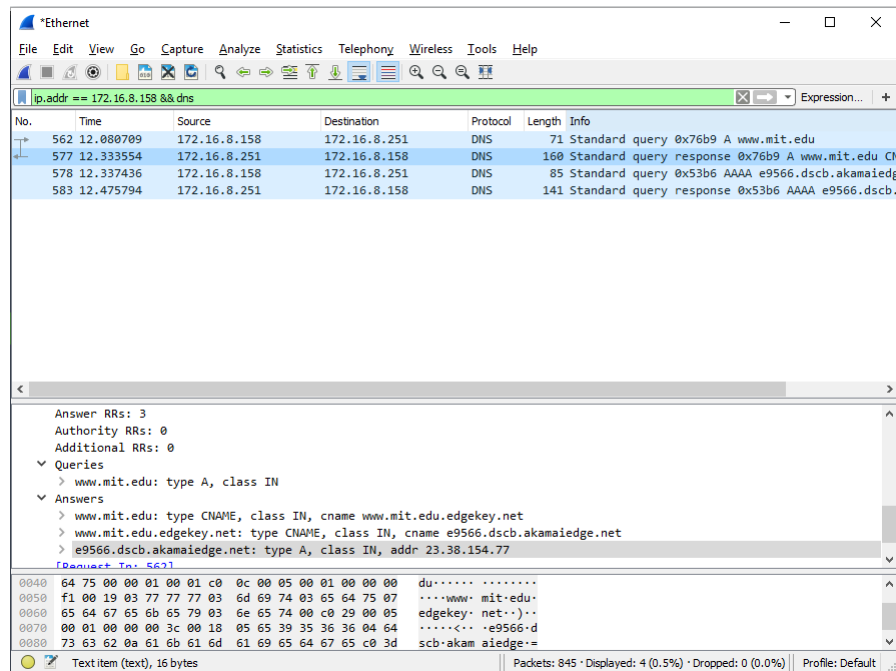 *Ethernet
File Edit View Go Capture Analyze Statistics Telephony Wireless Tools Help
ip.addr == 172.16.8.158 && dns Expression... +
No. Time Source Destination Protocol Length Info
562 12.080709 172.16.8.158 172.16.8.251 DNS 71 Standard query 0x76b9 A www.mit.edu
577 12.333554 172.16.8.251 172.16.8.158 DNS 160 Standard query response 0x76b9 A www.mit.edu CN
578 12.337436 172.16.8.158 172.16.8.251 DNS 85 Standard query 0x53b6 AAAA e9566.dscb.akamaiedg
583 12.475794 172.16.8.251 172.16.8.158 DNS 141 Standard query response 0x53b6 AAAA e9566.dscb.
Answer RRs: 3
Authority RRs: 0
Additional RRs: 0
Queries
www.mit.edu: type A, class IN
Answers
www.mit.edu: type CNAME, class IN, cname www.mit.edu.edgekey.net
www.mit.edu.edgekey.net: type CNAME, class IN, cname e9566.dscb.akamaiedge.net
e9566.dscb.akamaiedge.net: type A, class IN, addr 23.38.154.77
[Request In: 562]
0040 64 75 00 00 01 00 01 c0 0c 00 05 00 01 00 00 00 du······ ········
0050 f1 00 19 03 77 77 77 03 6d 69 74 03 65 64 75 07 ····www· mit·edu·
0060 65 64 67 65 6b 65 79 03 6e 65 74 00 c0 29 00 05 edgekey· net··)··
0070 00 01 00 00 00 3c 00 18 05 65 39 35 36 36 04 64 ·····<·· ·e9566·d
0080 73 63 62 0a 61 6b 61 6d 61 69 65 64 67 65 c0 3d scb·akam aiedge·=
Text item (text), 16 bytes Packets: 845 · Displayed: 4 (0.5%) · Dropped: 0 (0.0%) Profile: Default